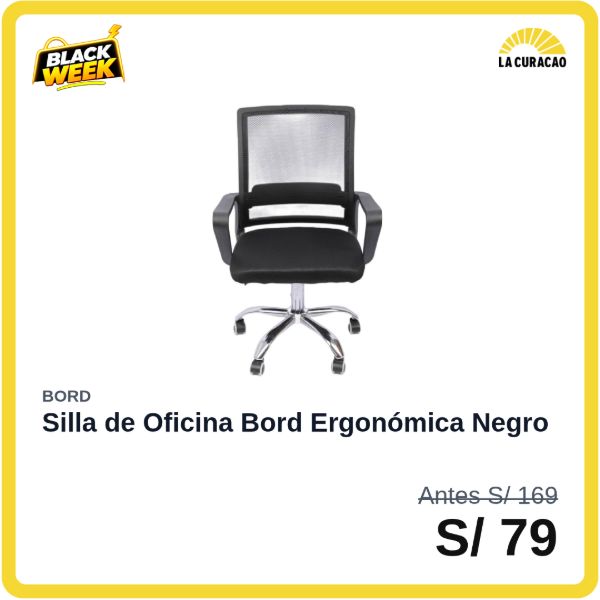 BLACK
WEEK
LA CURACAO
BORD
Silla de Oficina Bord Ergonómica Negro
Antes S/ 169
S/ 79